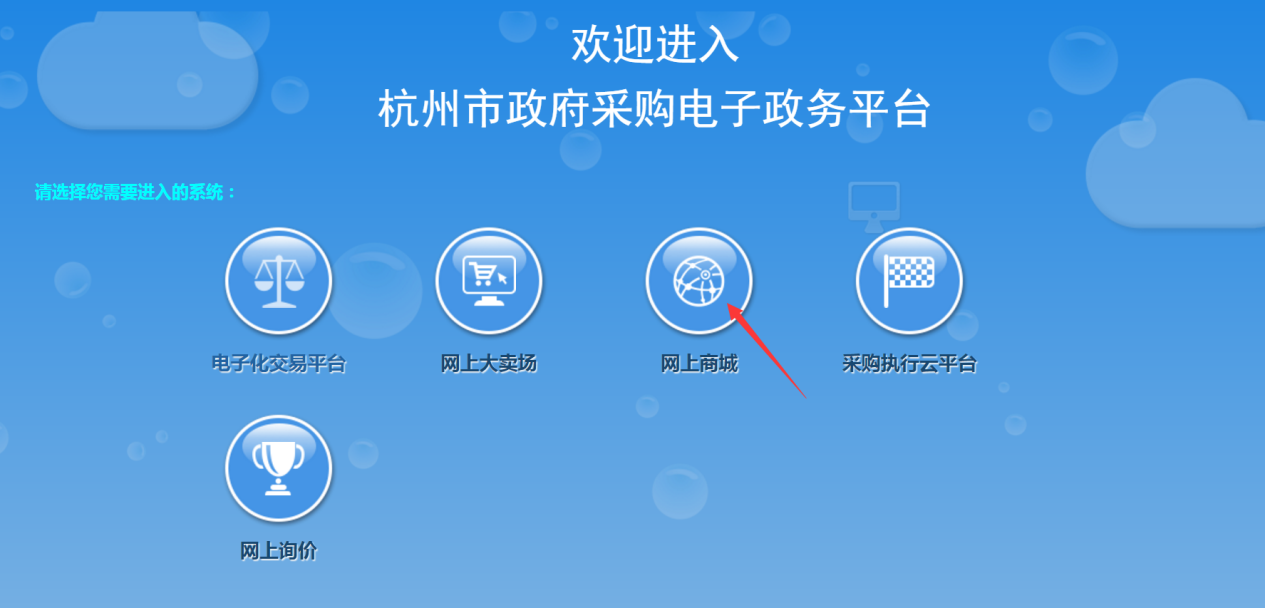 欢迎进入
杭州市政府采购电子政务平台
请选择您需要进入的系统：
电子化交易平台
网上大卖场
网上商城
采购执行云平台
网上询价